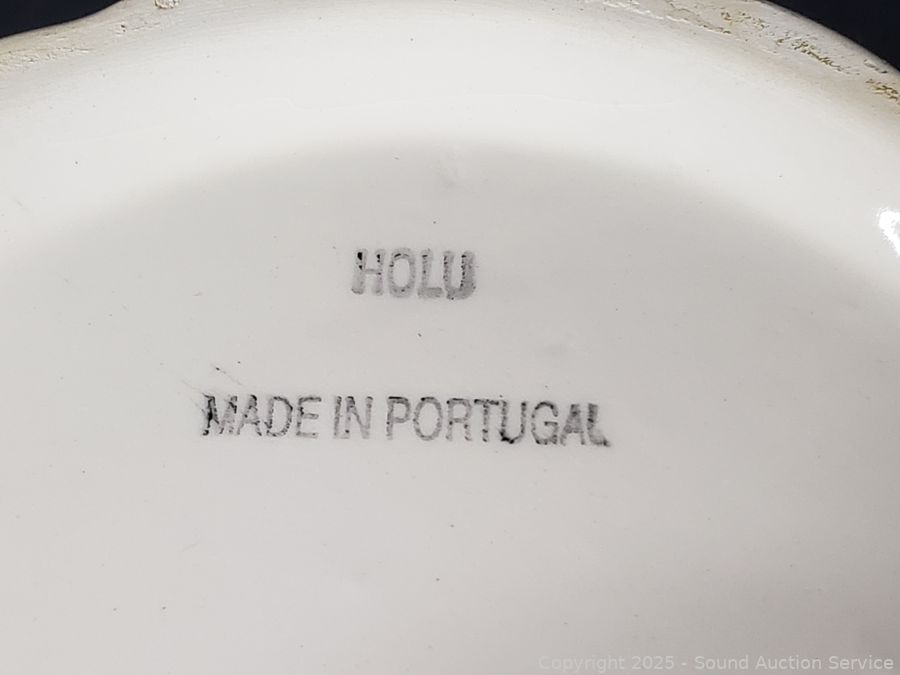 HOLU
MADE IN PORTUGAL
Copyright © 2025 - Sound Auction Service